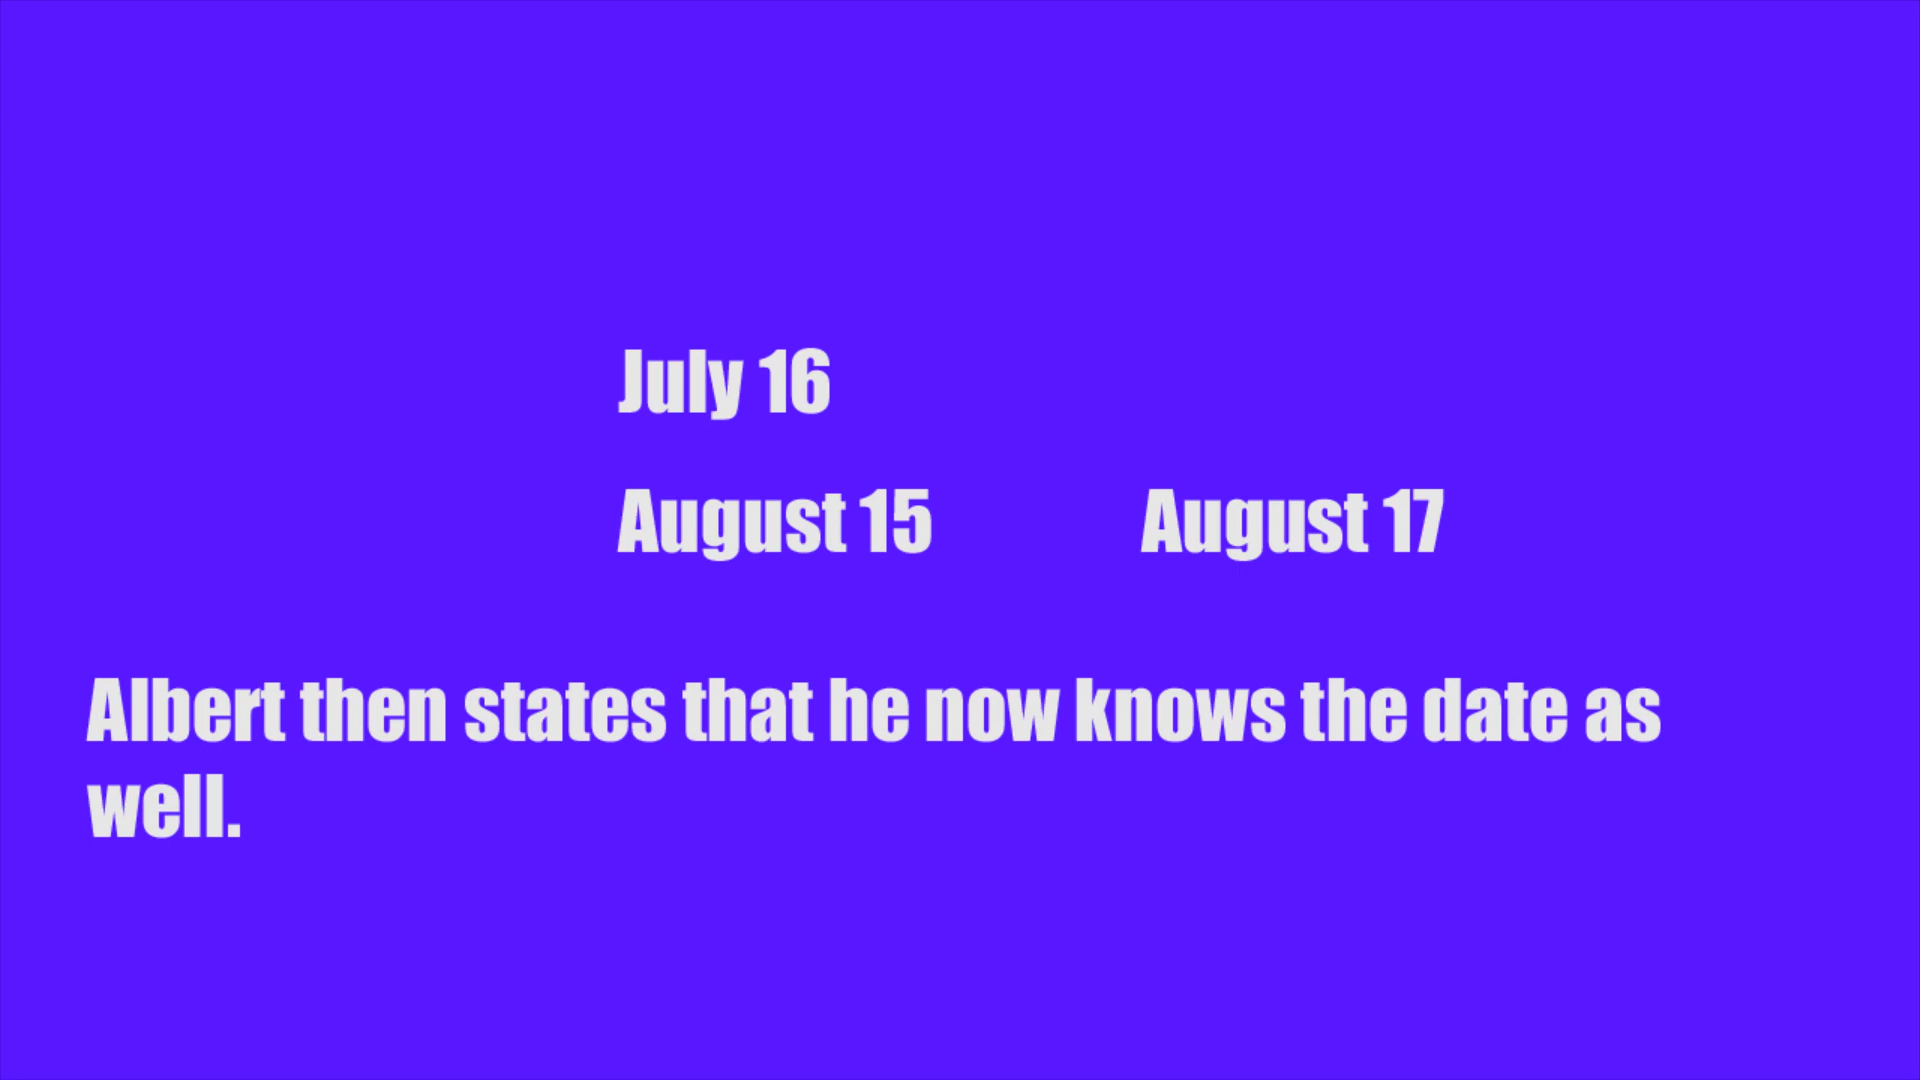 July 16
August 15 August 17
Albert then states that he now knows the date as
well.